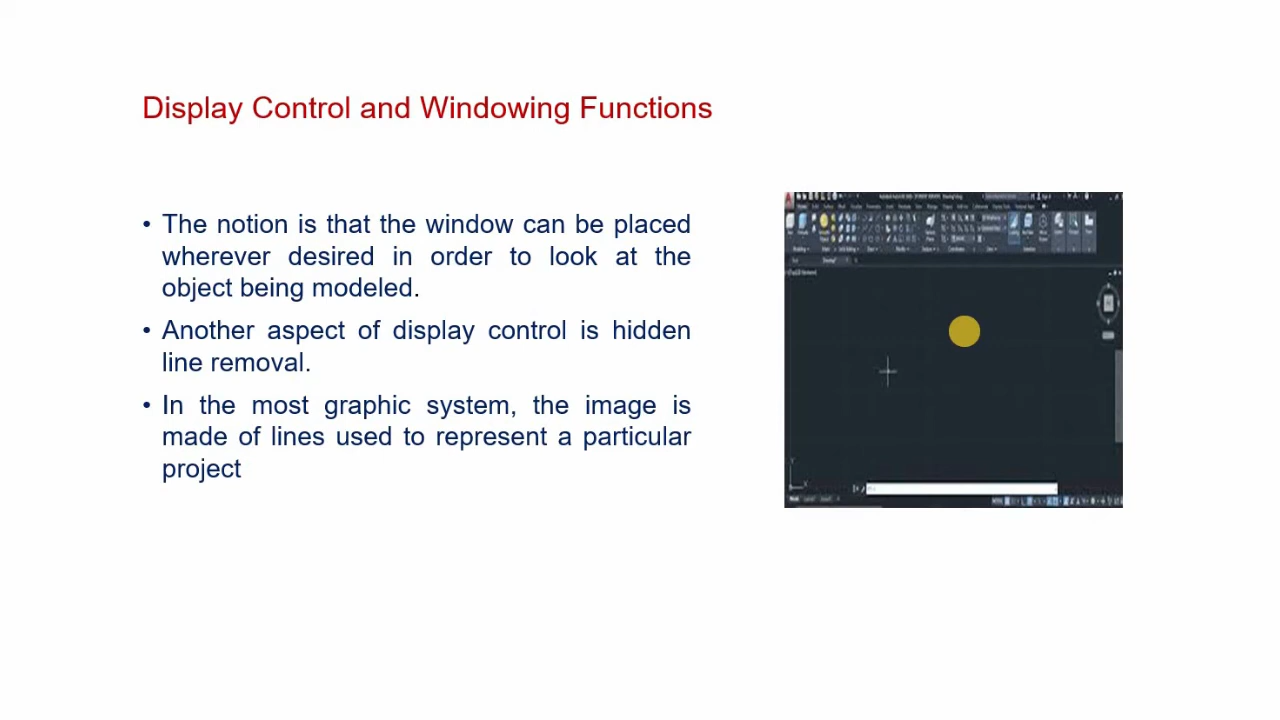 Display Control and Windowing Functions
• The notion is that the window can be placed
wherever desired in order to look at the
object being modeled.
• Another aspect of display control is hidden
line removal.
• In the most graphic system, the image is
made of lines used to represent a particular
project